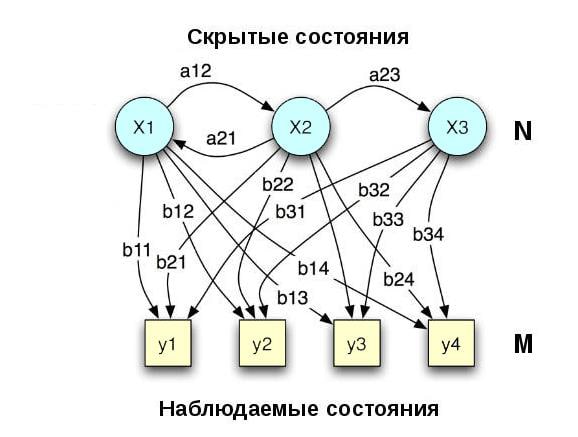 Скрытые состояния
a12
a23
X1
X2
X3
N
a21
b22
b32
b12
b31
b33
b11
b34
b21
b14
b24
b13
y1
y2
y3
y4
M
Наблюдаемые состояния